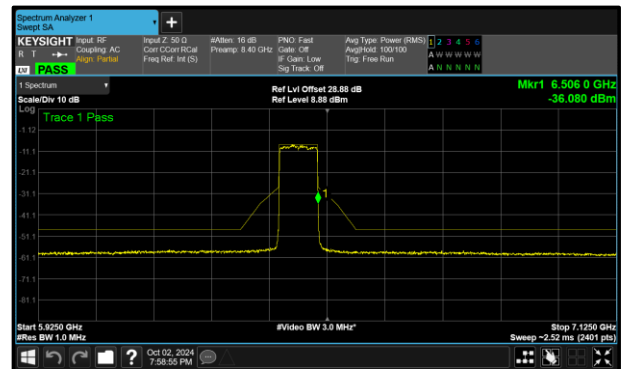 Spectrum Analyzer 1
Swept SA
+
KEYSIGHT Input: RF Input Z: 50 Ω #Atten: 16 dB PNO: Fast Avg Type: Power (RMS) 1 2 3 4 5 6
R T Coupling: AC Corr CCorr RCal Preamp: 8.40 GHz Gate: Off Avg|Hold: 100/100 A W W W W W
Align: Partial Freq Ref: Int (S) IF Gain: Low Trig: Free Run
PASS Sig Track: Off A N N N N N
1 Spectrum
Ref Lvl Offset 28.88 dB Mkr1 6.506 0 GHz
Scale/Div 10 dB Ref Level 8.88 dBm -36.080 dBm
Log
Trace 1 Pass
-1.12
-11.1
-21.1
-31.1
1
-41.1
-51.1
-61.1
-71.1
-81.1
Start 5.9250 GHz #Video BW 3.0 MHz* Stop 7.1250 GHz
#Res BW 1.0 MHz Sweep ~2.52 ms (2401 pts)
? Oct 02, 2024
7:58:55 PM